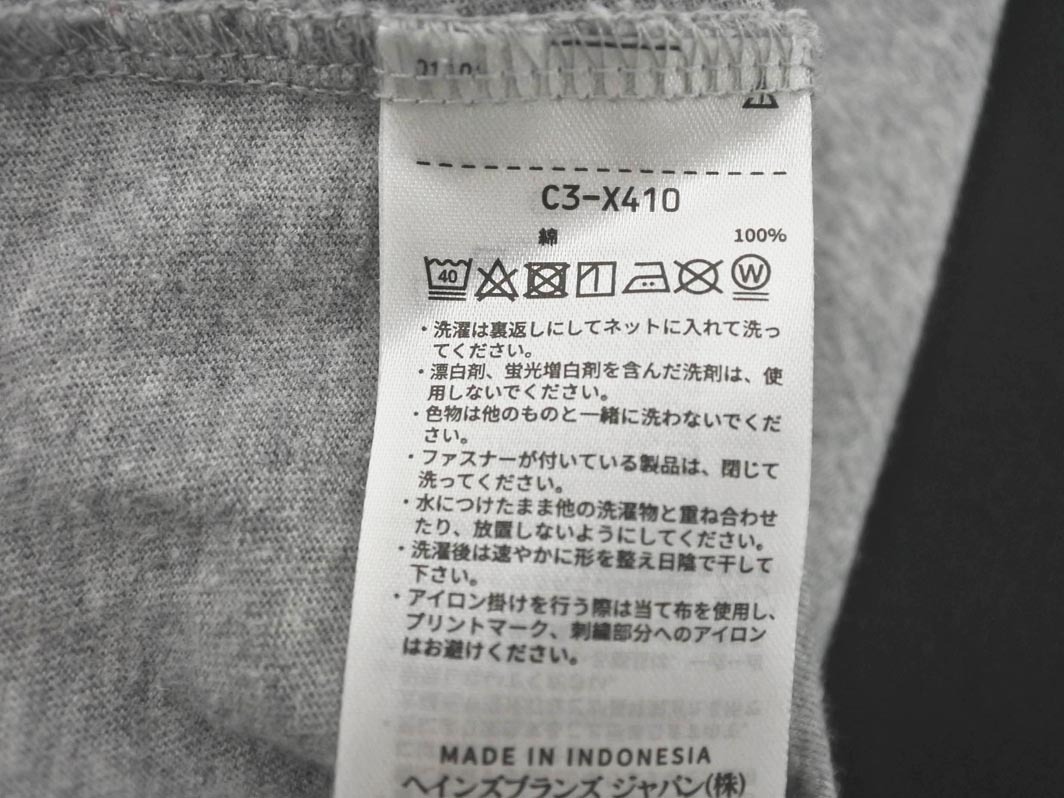 C3-X410
綿 100%
40
W
・洗濯は裏返しにしてネットに入れて洗っ
てください。
・漂白剤、蛍光増白剤を含んだ洗剤は、使
用しないでください。
・色物は他のものと一緒に洗わないでくだ
さい。
・ファスナーが付いている製品は、閉じて
洗ってください。
・水につけたまま他の洗濯物と重ね合わせ
たり、放置しないようにしてください。
・洗濯後は速やかに形を整え日陰で干して
下さい。
・アイロン掛けを行う際は当て布を使用し、
プリントマーク、刺繍部分へのアイロン
はお避けください。
MADE IN INDONESIA
ヘインズブランズ ジャパン(株)